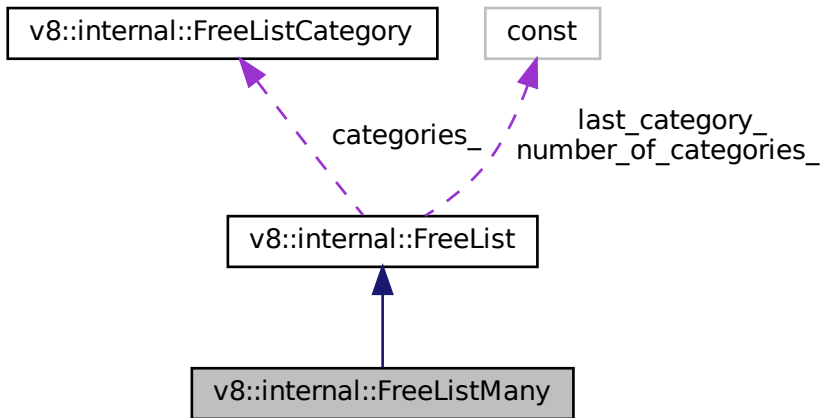 v8::internal::FreeListCategory
const
categories_
last_category_
number_of_categories_
v8::internal::FreeList
v8::internal::FreeListMany